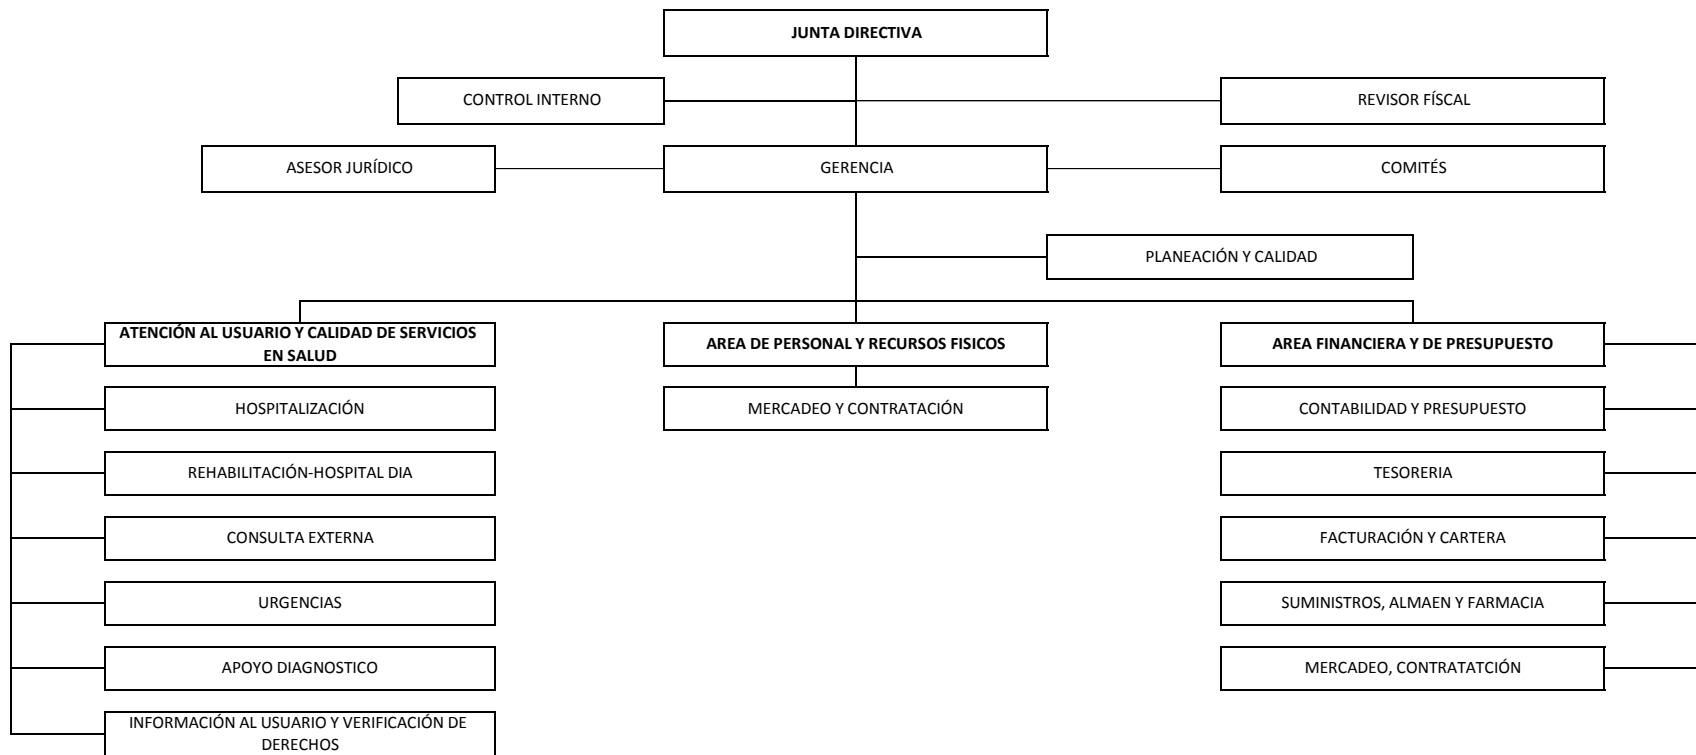 JUNTA DIRECTIVA
CONTROL INTERNO
REVISOR FÍSCAL
ASESOR JURÍDICO
GERENCIA
COMITÉS
PLANEACIÓN Y CALIDAD
ATENCIÓN AL USUARIO Y CALIDAD DE SERVICIOS
EN SALUD
AREA DE PERSONAL Y RECURSOS FISICOS
AREA FINANCIERA Y DE PRESUPUESTO
HOSPITALIZACIÓN
MERCADEO Y CONTRATACIÓN
CONTABILIDAD Y PRESUPUESTO
REHABILITACIÓN-HOSPITAL DIA
TESORERIA
CONSULTA EXTERNA
FACTURACIÓN Y CARTERA
URGENCIAS
SUMINISTROS, ALMAEN Y FARMACIA
APOYO DIAGNOSTICO
MERCADEO, CONTRATATCIÓN
INFORMACIÓN AL USUARIO Y VERIFICACIÓN DE
DERECHOS